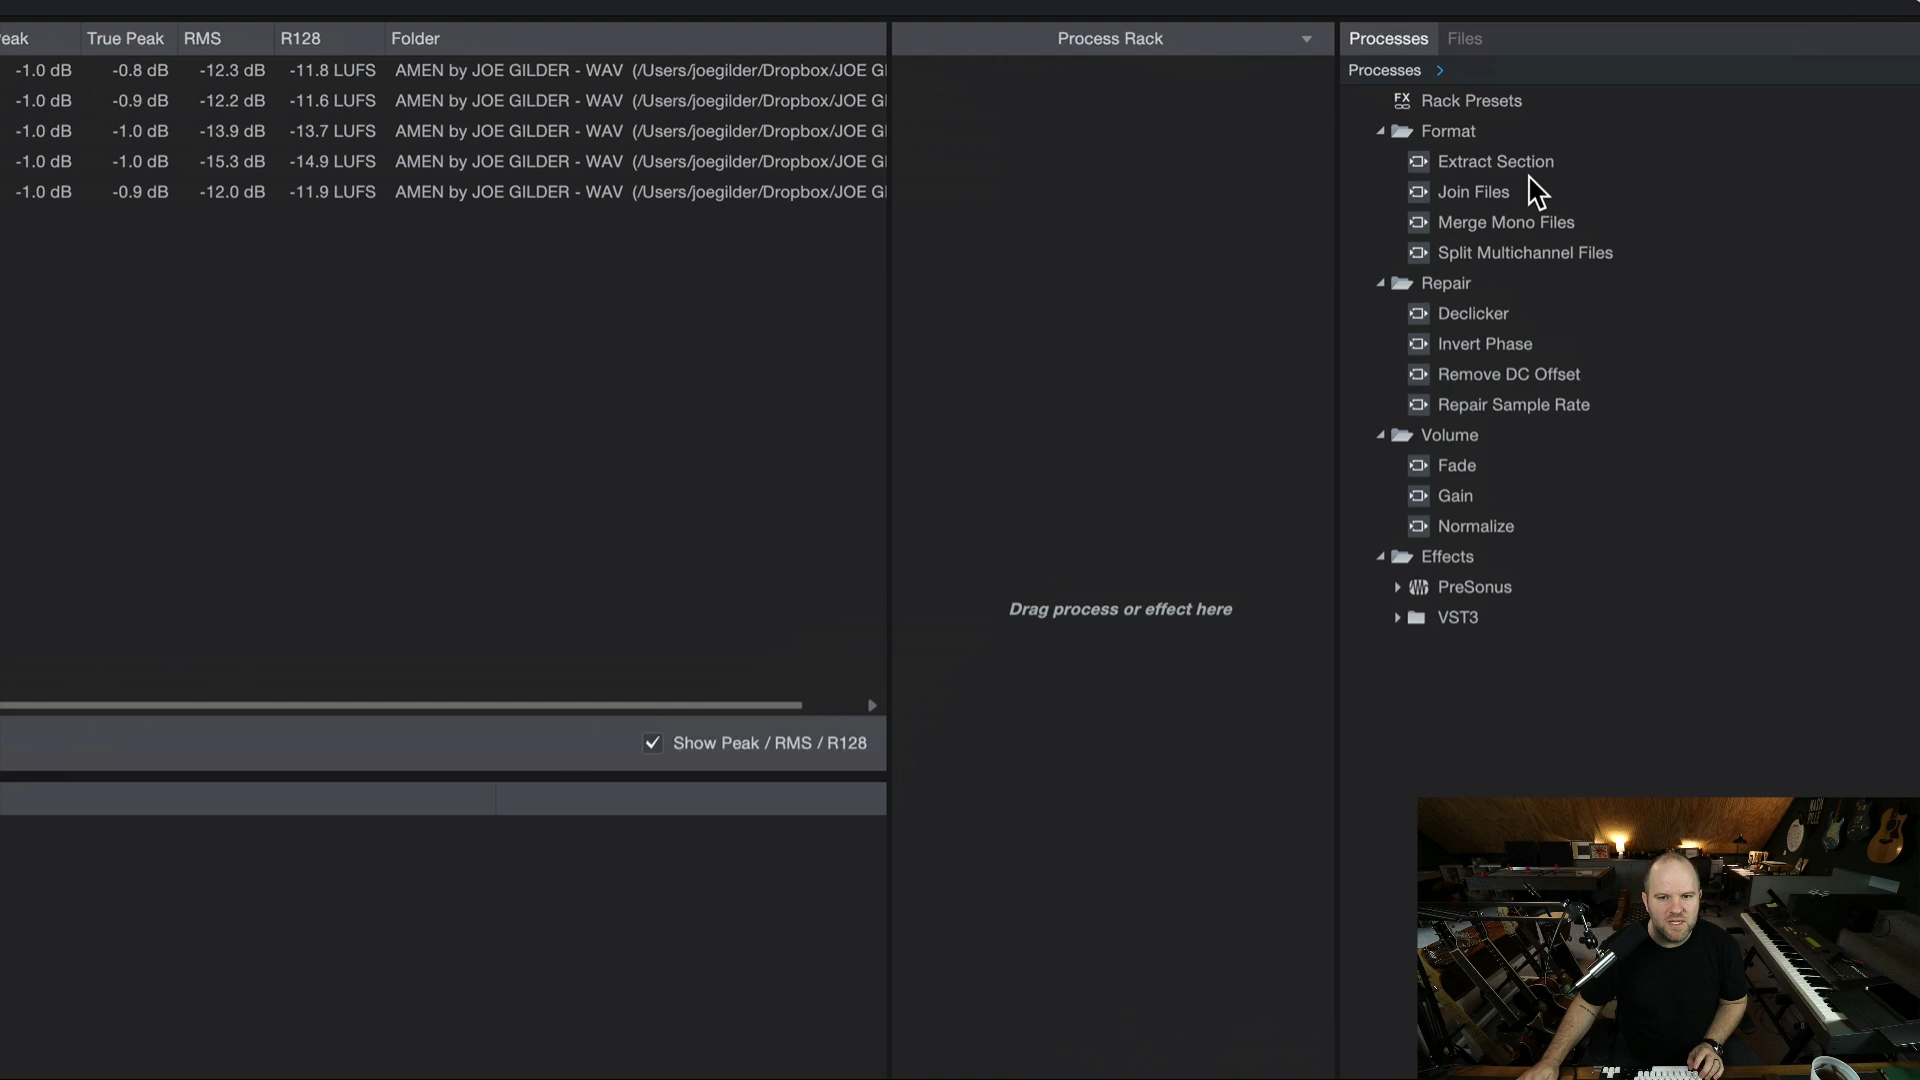 eak True Peak RMS R128 Folder
-1.0 dB -0.8 dB -12.3 dB -11.8 LUFS AMEN by JOE GILDER - WAV (/Users/joegilder/Dropbox/JOE GI
-1.0 dB -0.9 dB -12.2 dB -11.6 LUFS AMEN by JOE GILDER - WAV (/Users/joegilder/Dropbox/JOE GI
-1.0 dB -1.0 dB -13.9 dB -13.7 LUFS AMEN by JOE GILDER - WAV (/Users/joegilder/Dropbox/JOE GI
-1.0 dB -1.0 dB -15.3 dB -14.9 LUFS AMEN by JOE GILDER - WAV (/Users/joegilder/Dropbox/JOE GI
-1.0 dB -0.9 dB -12.0 dB -11.9 LUFS AMEN by JOE GILDER - WAV (/Users/joegilder/Dropbox/JOE GI
Show Peak / RMS / R128
Process Rack
Drag process or effect here
Processes Files
Processes >
FX Rack Presets
Format
Extract Section
Join Files
Merge Mono Files
Split Multichannel Files
Repair
Declicker
Invert Phase
Remove DC Offset
Repair Sample Rate
Volume
Fade
Gain
Normalize
Effects
PreSonus
VST3